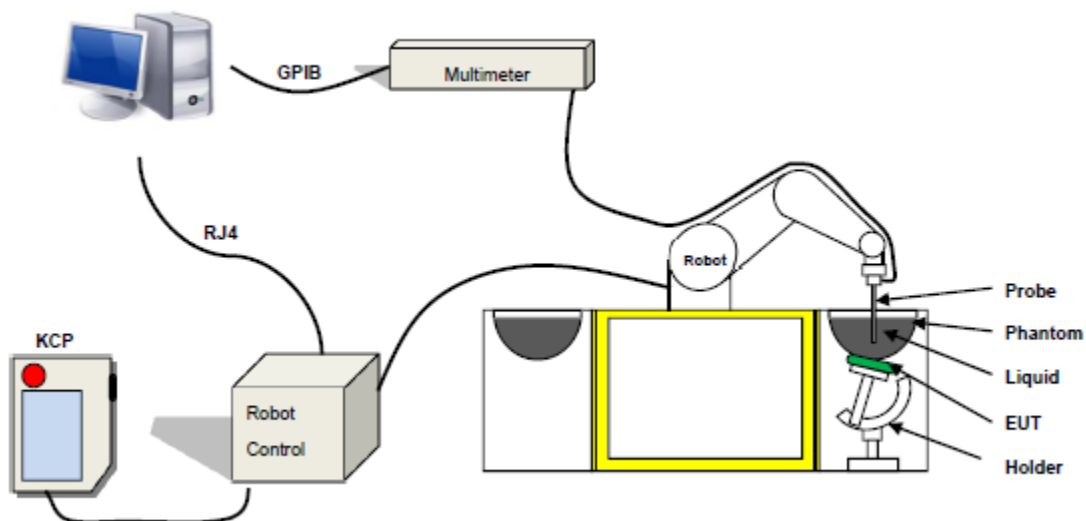 GPIB
Multimeter
RJ4
Robot
KCP
Robot
Control
Probe
Phantom
Liquid
EUT
Holder